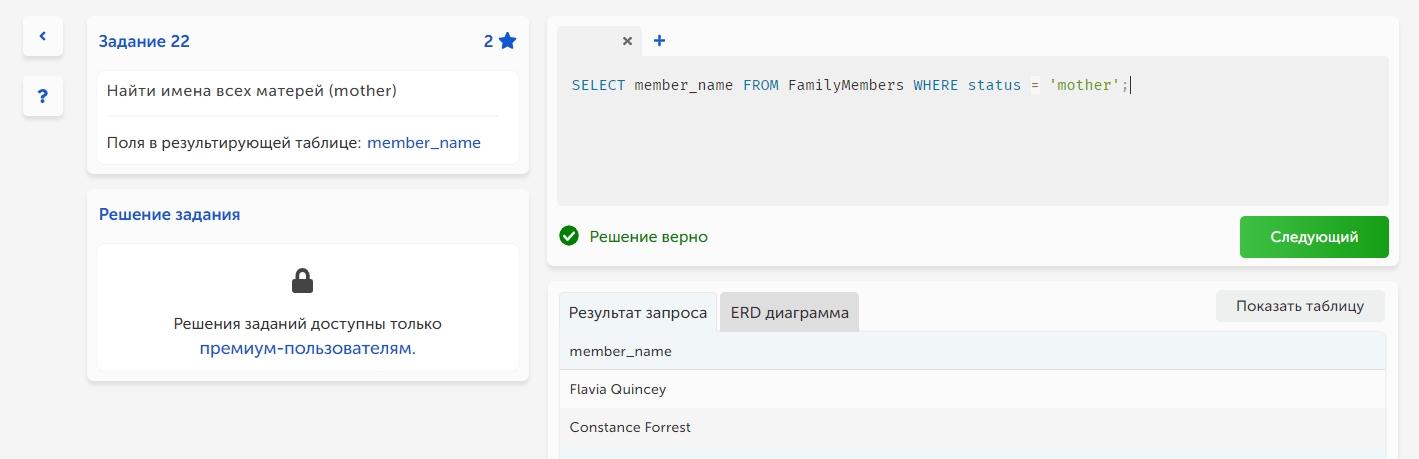 Задание 22
2
Найти имена всех матерей (mother)
Поля в результирующей таблице: member_name
?
Решение задания
Решения заданий доступны только
премиум-пользователям.
SELECT member_name FROM FamilyMembers WHERE status = 'mother';
Решение верно
Следующий
Результат запроса
ERD диаграмма
Показать таблицу
member_name
Flavia Quincey
Constance Forrest